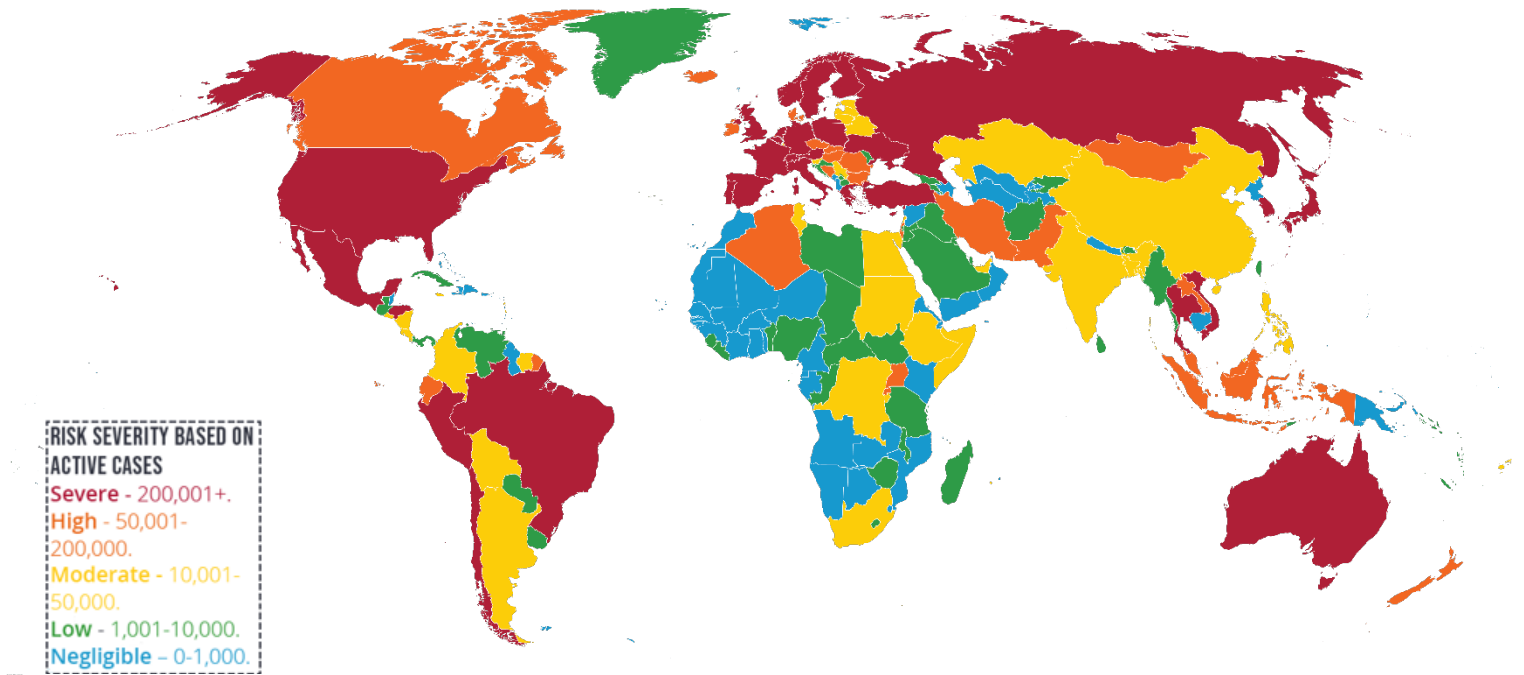 RISK SEVERITY BASED ON
ACTIVE CASES
Severe - 200,001+.
High - 50,001-
200,000.
Moderate - 10,001-
50,000.
Low - 1,001-10,000.
Negligible – 0-1,000.